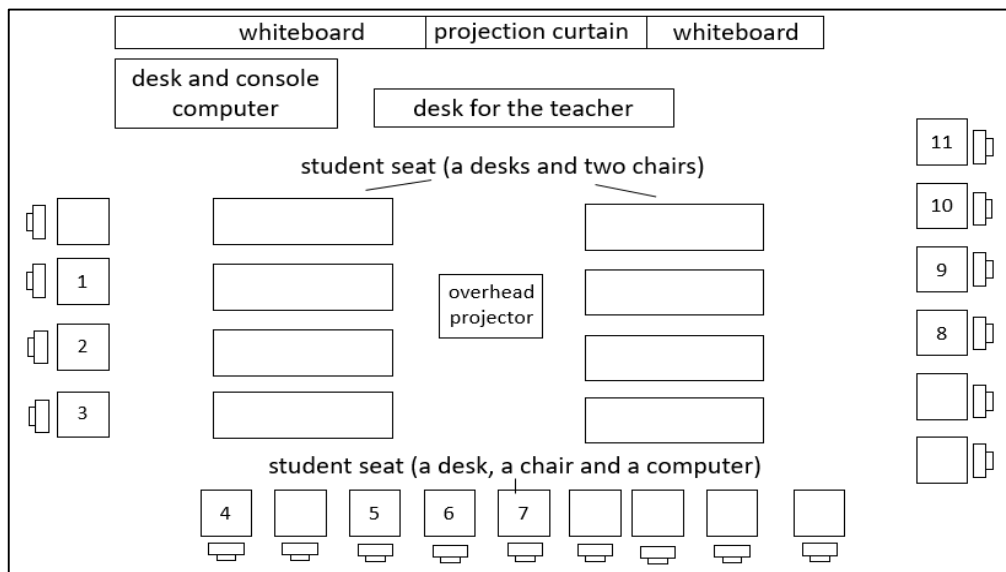 whiteboard
projection curtain
whiteboard
desk and console
computer
desk for the teacher
student seat (a desks and two chairs)
11
10
1
9
overhead
projector
2
8
3
student seat (a desk, a chair and a computer)
4
5
6
7